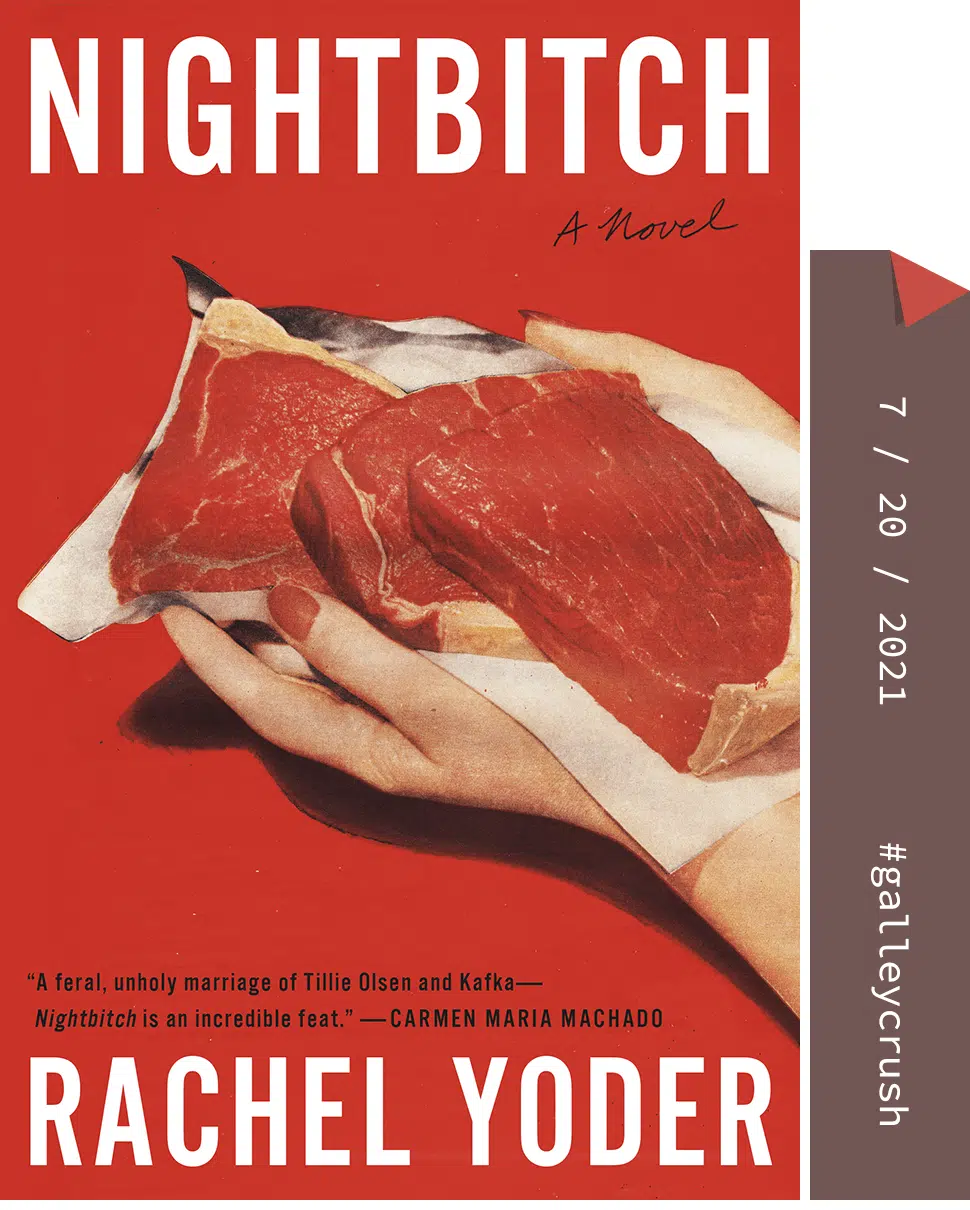 NIGHTBITCH
A Novel
“A feral, unholy marriage of Tillie Olsen and Kafka—
Nightbitch is an incredible feat.” —CARMEN MARIA MACHADO
RACHEL YODER
7 / 20 / 2021
#galleycrush